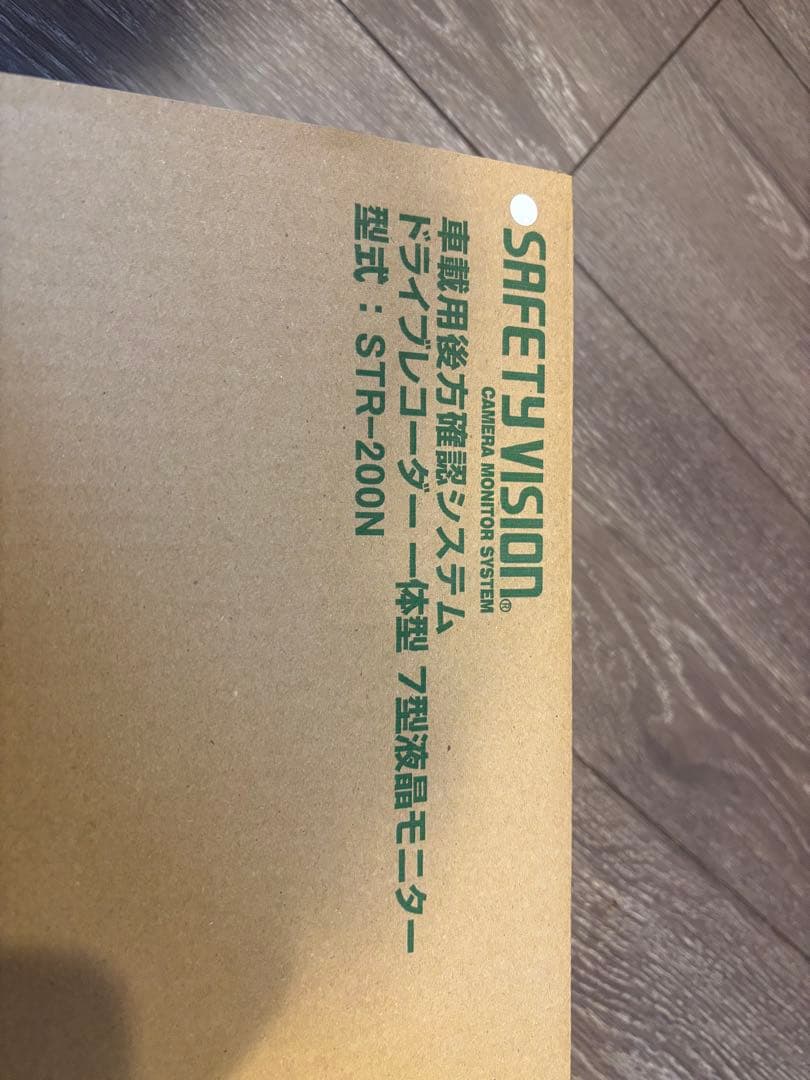 SAFETY VISION®
CAMERA MONITOR SYSTEM
車載用後方確認システム
ドライブレコーダー 一体型 7型液晶モニター
型式：STR-200N